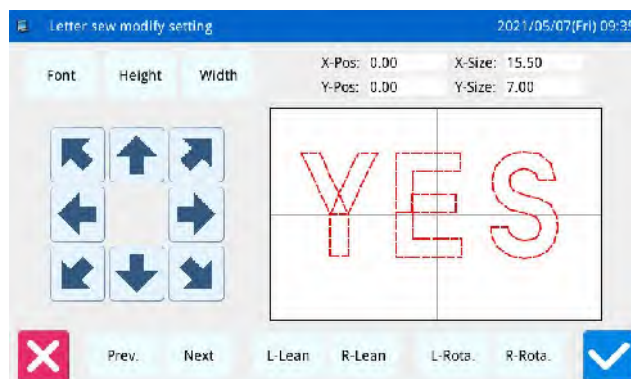 Letter sew modify setting 2021/05/07(Fri) 09:35
Font Height Width
X-Pos: 0.00 X-Size: 15.50
Y-Pos: 0.00 Y-Size: 7.00
YES
Prev. Next L-Lean R-Lean L-Rota. R-Rota.